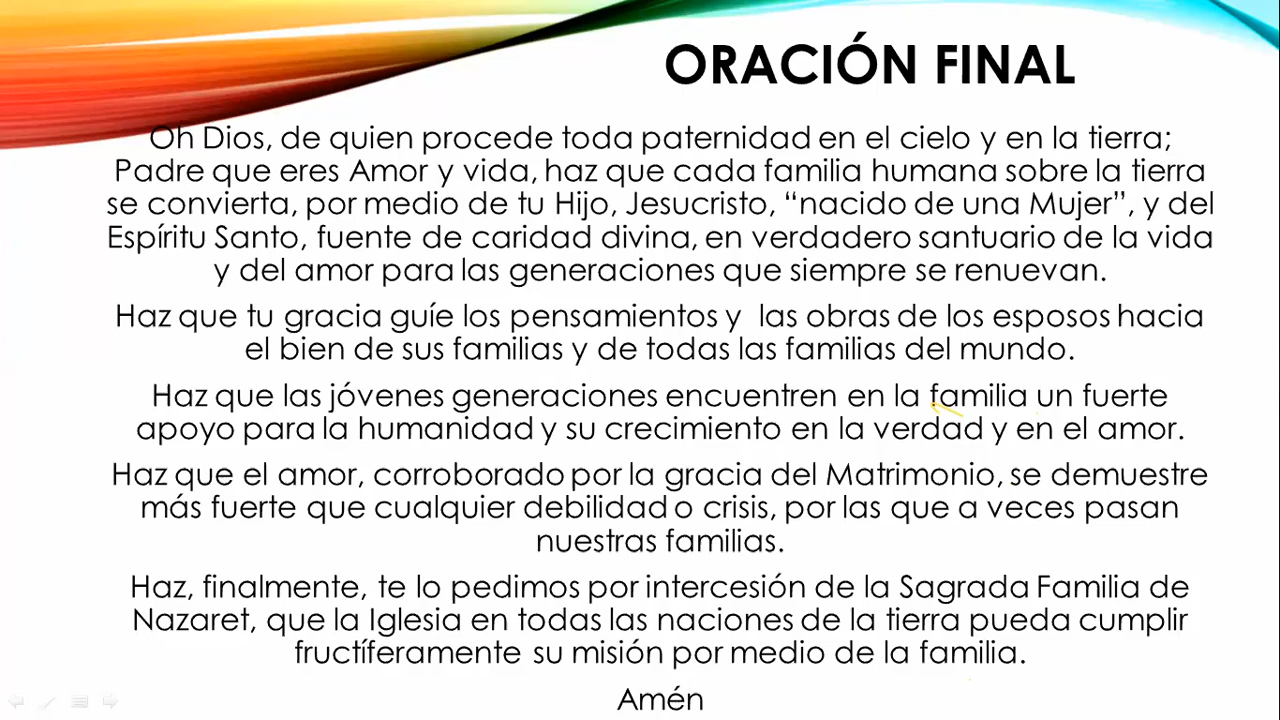 ORACIÓN FINAL
Oh Dios, de quien procede toda paternidad en el cielo y en la tierra;
Padre que eres Amor y vida, haz que cada familia humana sobre la tierra
se convierta, por medio de tu Hijo, Jesucristo, “nacido de una Mujer”, y del
Espíritu Santo, fuente de caridad divina, en verdadero santuario de la vida
y del amor para las generaciones que siempre se renuevan.
Haz que tu gracia guíe los pensamientos y las obras de los esposos hacia
el bien de sus familias y de todas las familias del mundo.
Haz que las jóvenes generaciones encuentren en la familia un fuerte
apoyo para la humanidad y su crecimiento en la verdad y en el amor.
Haz que el amor, corroborado por la gracia del Matrimonio, se demuestre
más fuerte que cualquier debilidad o crisis, por las que a veces pasan
nuestras familias.
Haz, finalmente, te lo pedimos por intercesión de la Sagrada Familia de
Nazaret, que la Iglesia en todas las naciones de la tierra pueda cumplir
fructíferamente su misión por medio de la familia.
Amén